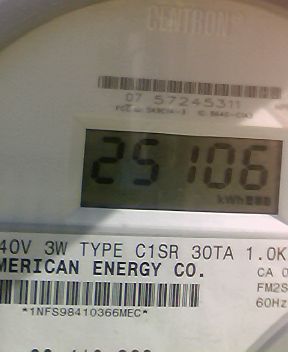 CENTRON
07 57245311
25106
kWh
40V 3W TYPE C1SR 30TA 1.0K
MERICAN ENERGY CO.
CA 0
FM2S
60Hz
*1NFS98410366MEC*